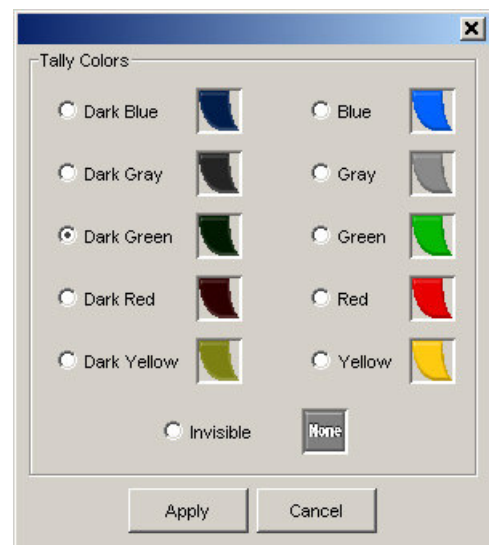 Tally Colors
Dark Blue Blue
Dark Gray Gray
Dark Green Green
Dark Red Red
Dark Yellow Yellow
Invisible None
Apply Cancel